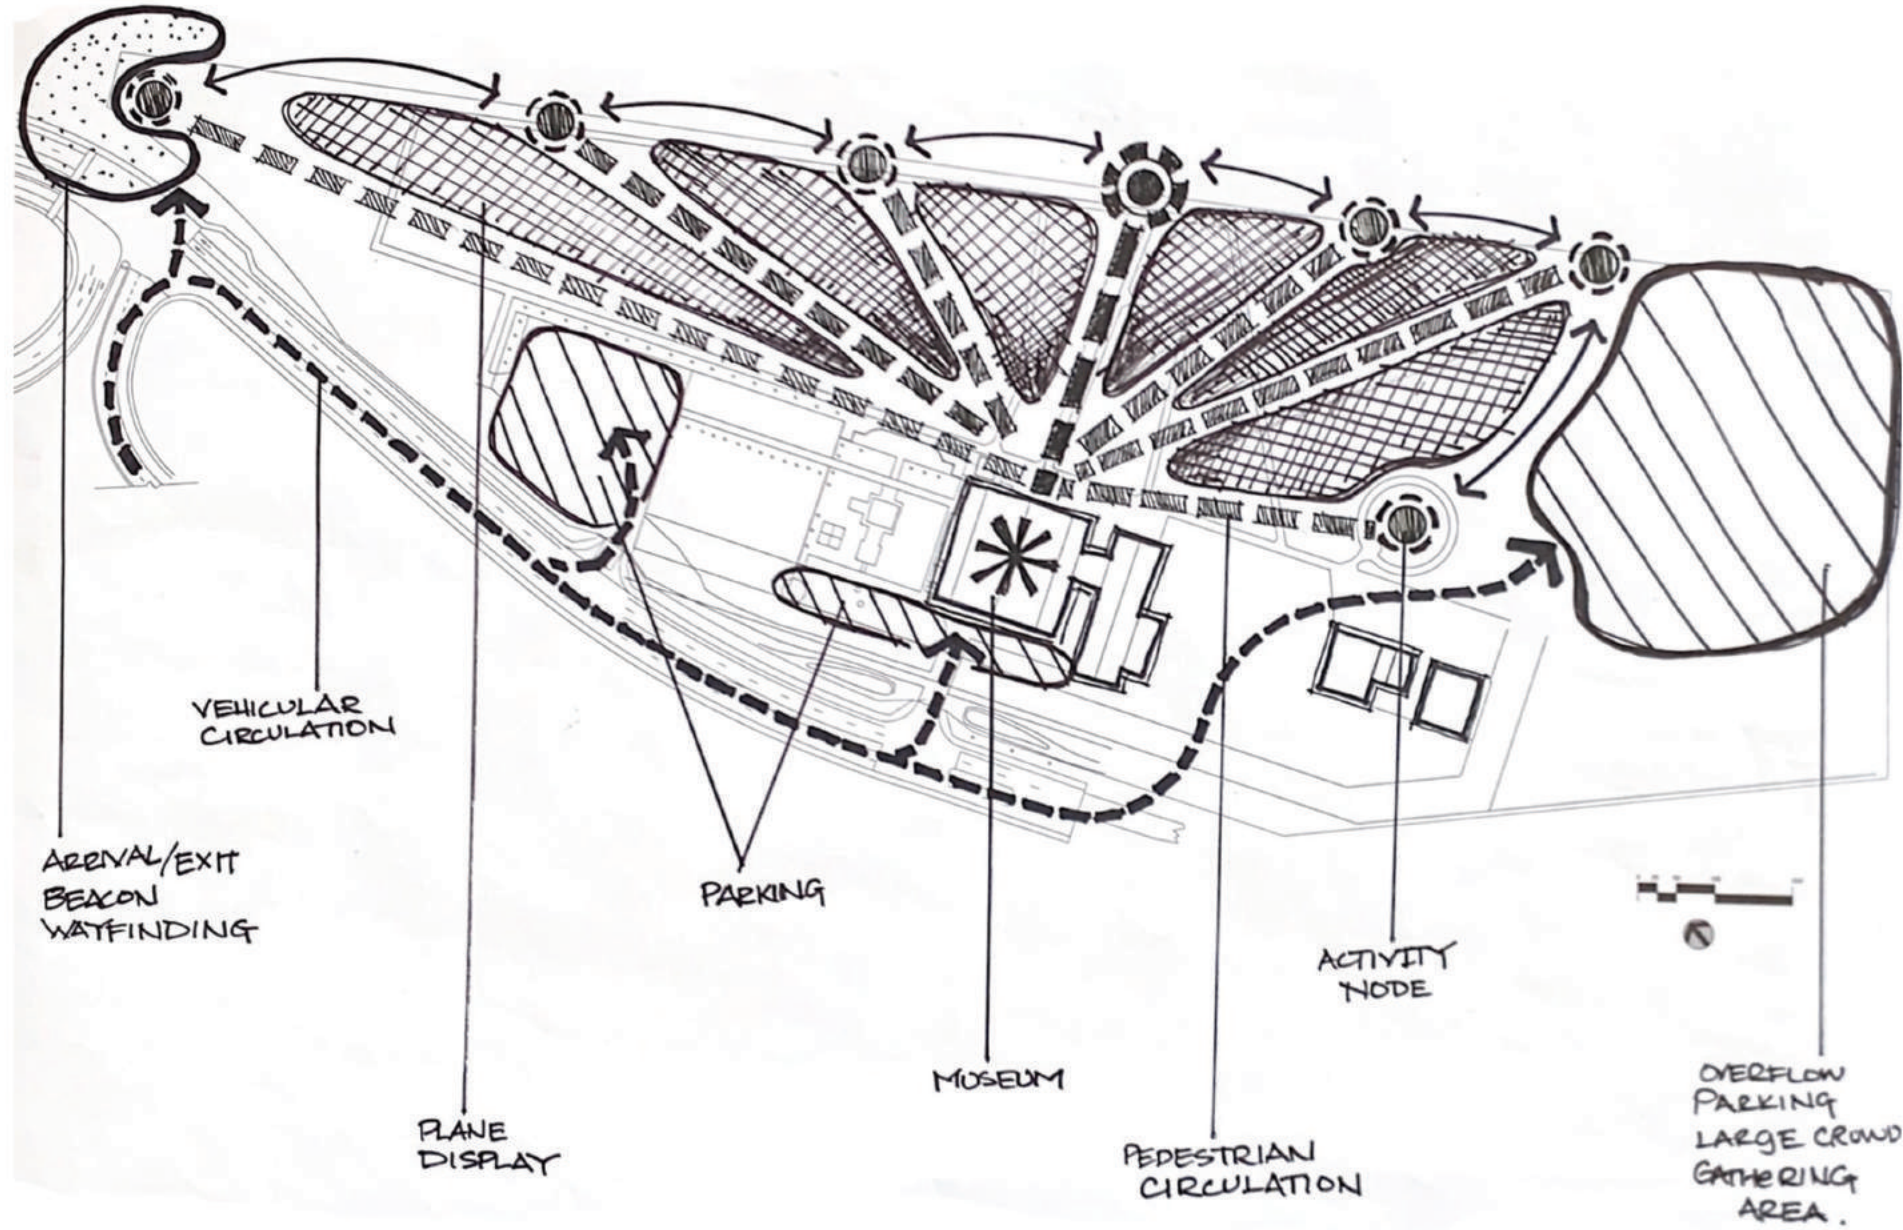 VEHICULAR
CIRCULATION
ARRIVAL/EXIT
BEACON
WAYFINDING
PARKING
ACTIVITY
NODE
MUSEUM
PLANE
DISPLAY
PEDESTRIAN
CIRCULATION
OVERFLOW
PARKING
LARGE CROWD
GATHERING
AREA.